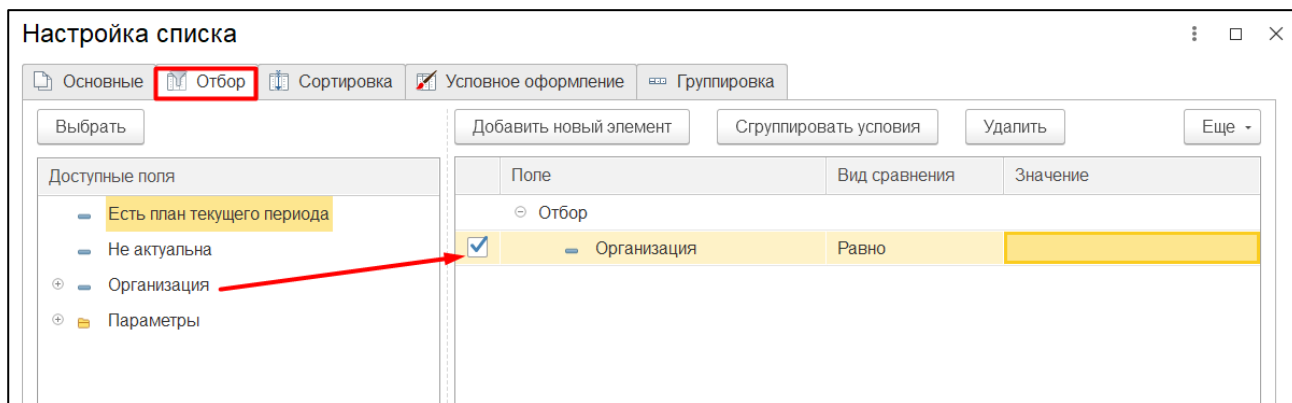 Настройка списка
Основные Отбор Сортировка Условное оформление Группировка
Выбрать Добавить новый элемент Сгруппировать условия Удалить Еще
Доступные поля Поле Вид сравнения Значение
Есть план текущего периода Отбор
Не актуальна Организация Равно
Организация
Параметры